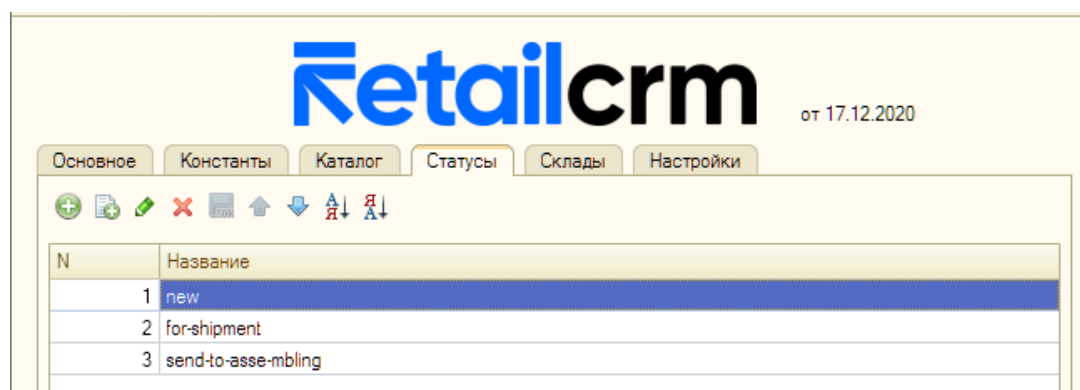 Retailcrm
от 17.12.2020
Основное Константы Каталог Статусы Склады Настройки
N Название
1 new
2 for-shipment
3 send-to-asse-mbling